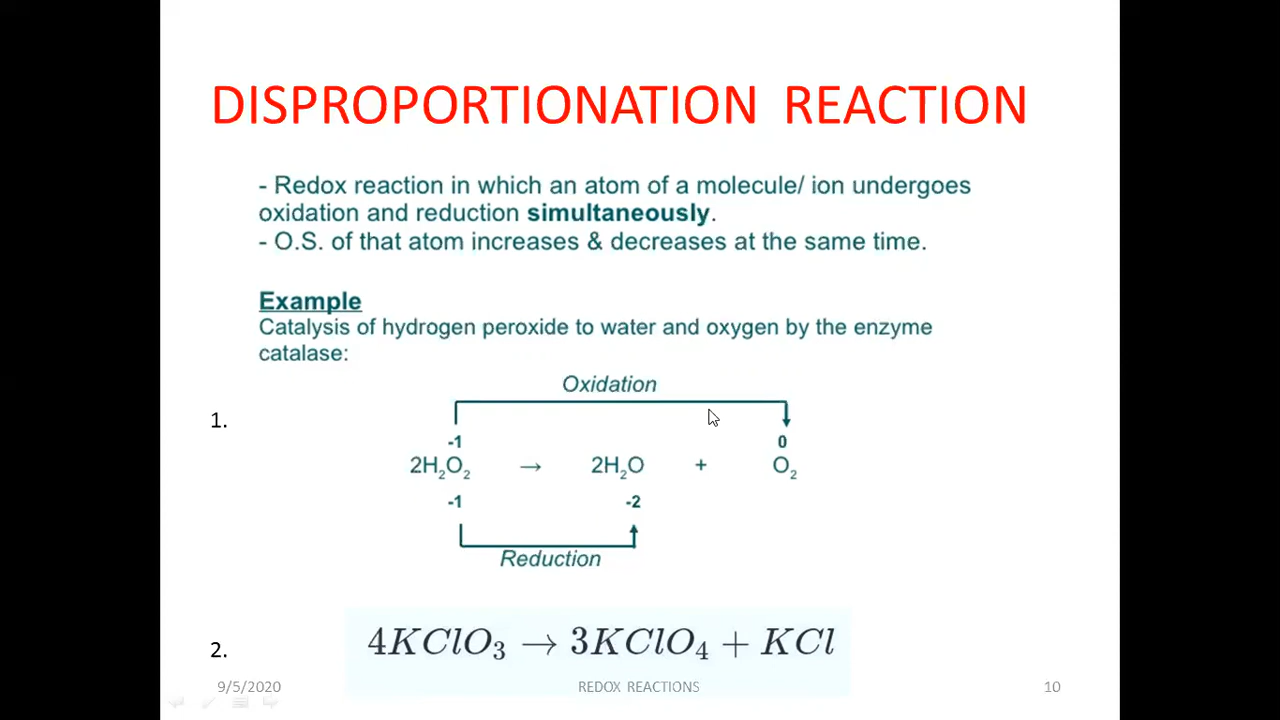 DISPROPORTIONATION REACTION
- Redox reaction in which an atom of a molecule/ ion undergoes
oxidation and reduction simultaneously.
- O.S. of that atom increases & decreases at the same time.
Example
Catalysis of hydrogen peroxide to water and oxygen by the enzyme
catalase:
Oxidation
1.
-1 0
2H₂O₂ → 2H₂O + O₂
-1 -2
Reduction
2. 4KClO₃ → 3KClO₄ + KCl
9/5/2020 REDOX REACTIONS 10